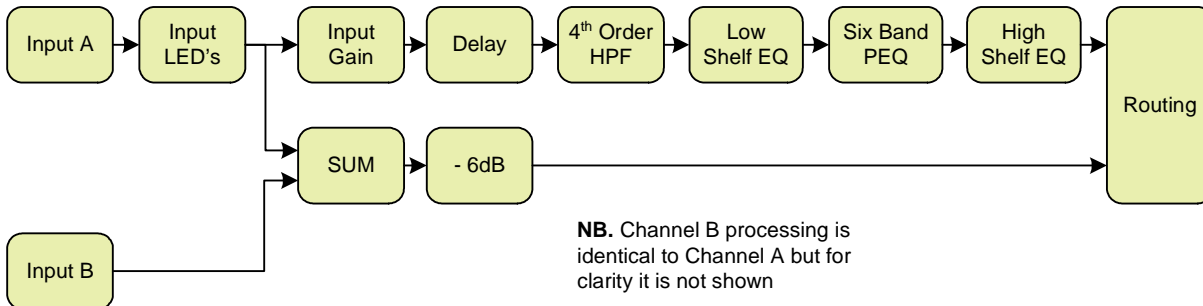 Input A
Input
LED's
Input
Gain
Delay
4th Order
HPF
Low
Shelf EQ
Six Band
PEQ
High
Shelf EQ
Routing
SUM
- 6dB
Input B
NB. Channel B processing is
identical to Channel A but for
clarity it is not shown